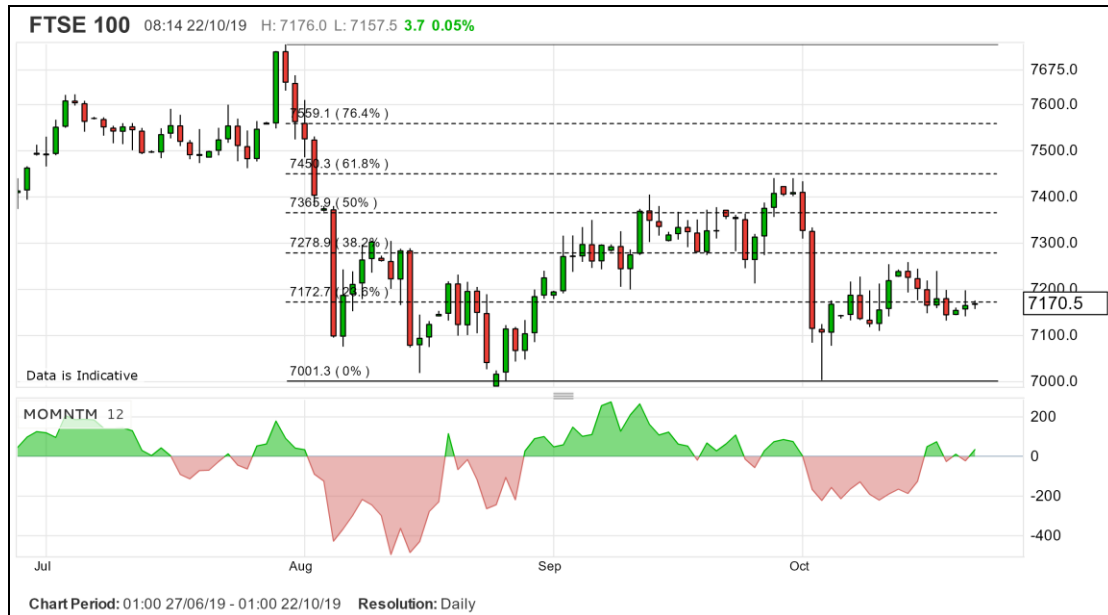 FTSE 100 08:14 22/10/19 H: 7176.0 L: 7157.5 3.7 0.05%
7675.0
7600.0
7559.1 ( 76.4% )
7500.0
7450.3 ( 61.8% )
7400.0
7365.9 ( 50% )
7300.0
7278.9 ( 38.2% )
7200.0
7172.7 ( 23.6% )
7170.5
7100.0
7001.3 ( 0% )
Data is Indicative
7000.0
MOMNTM 12
200
0
-200
-400
Jul Aug Sep Oct
Chart Period: 01:00 27/06/19 - 01:00 22/10/19 Resolution: Daily